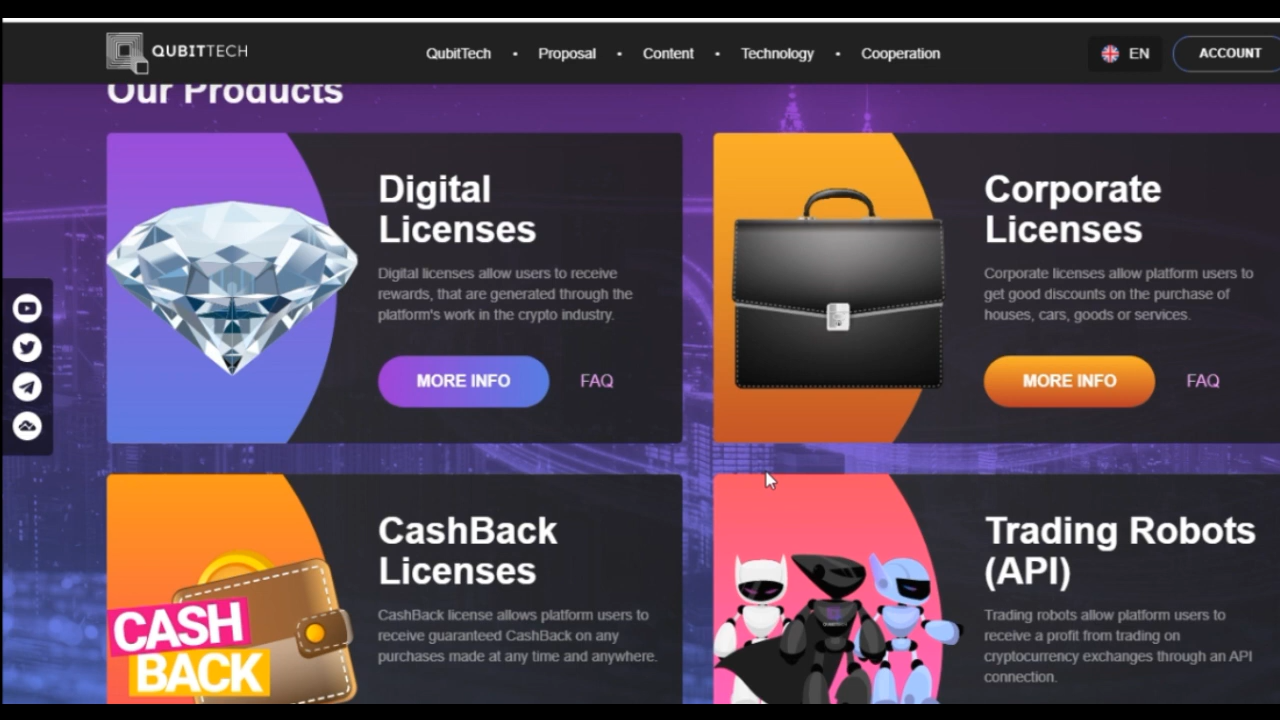 QUBITTECH
QubitTech • Proposal • Content • Technology • Cooperation
EN
ACCOUNT
Our Products
Digital
Licenses
Digital licenses allow users to receive
rewards, that are generated through the
platform's work in the crypto industry.
MORE INFO
FAQ
Corporate
Licenses
Corporate licenses allow platform users to
get good discounts on the purchase of
houses, cars, goods or services.
MORE INFO
FAQ
CASH
BACK
CashBack
Licenses
CashBack license allows platform users to
receive guaranteed CashBack on any
purchases made at any time and anywhere.
Trading Robots
(API)
Trading robots allow platform users to
receive a profit from trading on
cryptocurrency exchanges through an API
connection.